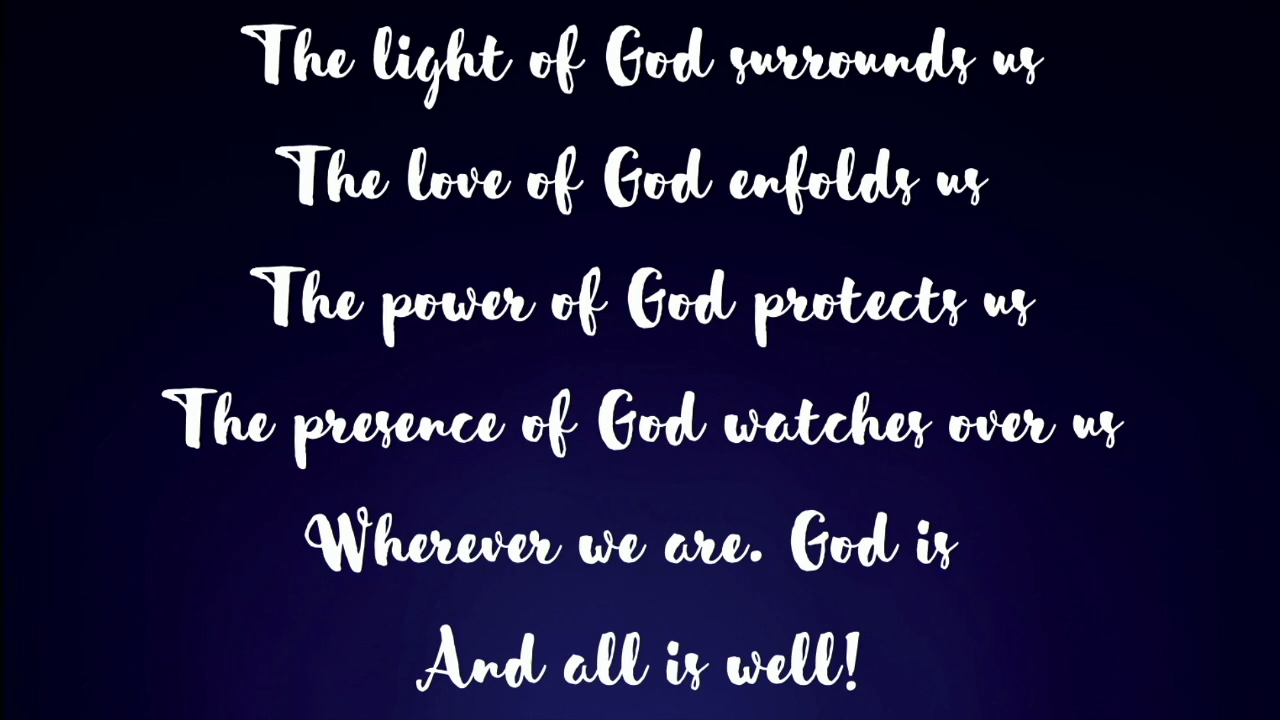 The light of God surrounds us
The love of God enfolds us
The power of God protects us
The presence of God watches over us
Wherever we are. God is
And all is well!